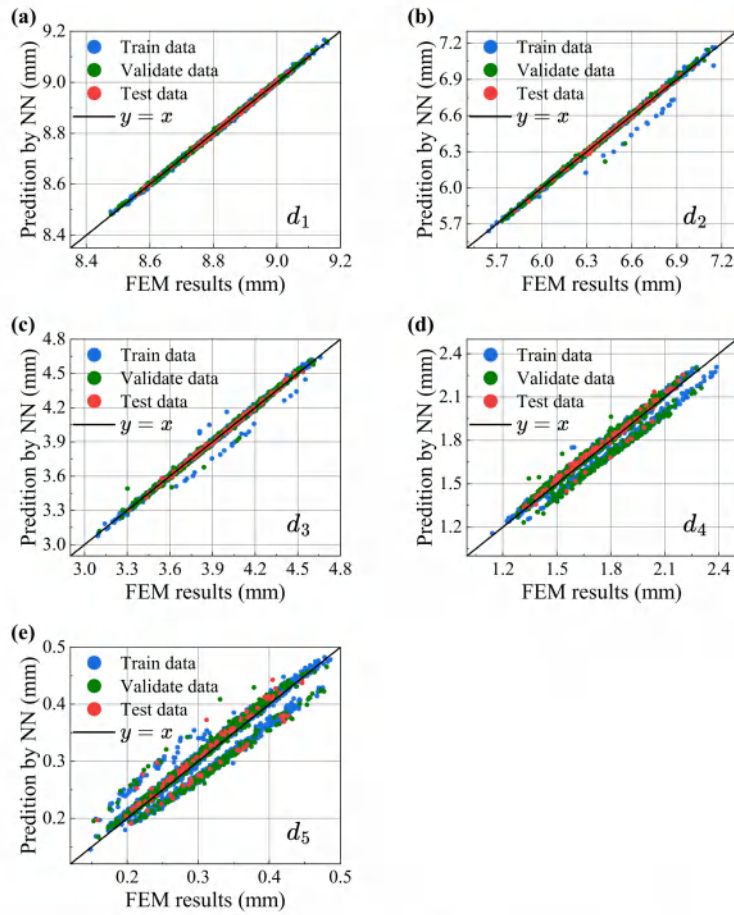 (a)
9.2
9.0
8.8
8.6
8.4
Predition by NN (mm)
Train data
Validate data
Test data
y = x
d1
8.4 8.6 8.8 9.0 9.2
FEM results (mm)
(b)
7.2
6.9
6.6
6.3
6.0
5.7
Predition by NN (mm)
Train data
Validate data
Test data
y = x
d2
5.7 6.0 6.3 6.6 6.9 7.2
FEM results (mm)
(c)
4.8
4.5
4.2
3.9
3.6
3.3
3.0
Predition by NN (mm)
Train data
Validate data
Test data
y = x
d3
3.0 3.3 3.6 3.9 4.2 4.5 4.8
FEM results (mm)
(d)
2.4
2.1
1.8
1.5
1.2
Predition by NN (mm)
Train data
Validate data
Test data
y = x
d4
1.2 1.5 1.8 2.1 2.4
FEM results (mm)
(e)
0.5
0.4
0.3
0.2
Predition by NN (mm)
Train data
Validate data
Test data
y = x
d5
0.2 0.3 0.4 0.5
FEM results (mm)